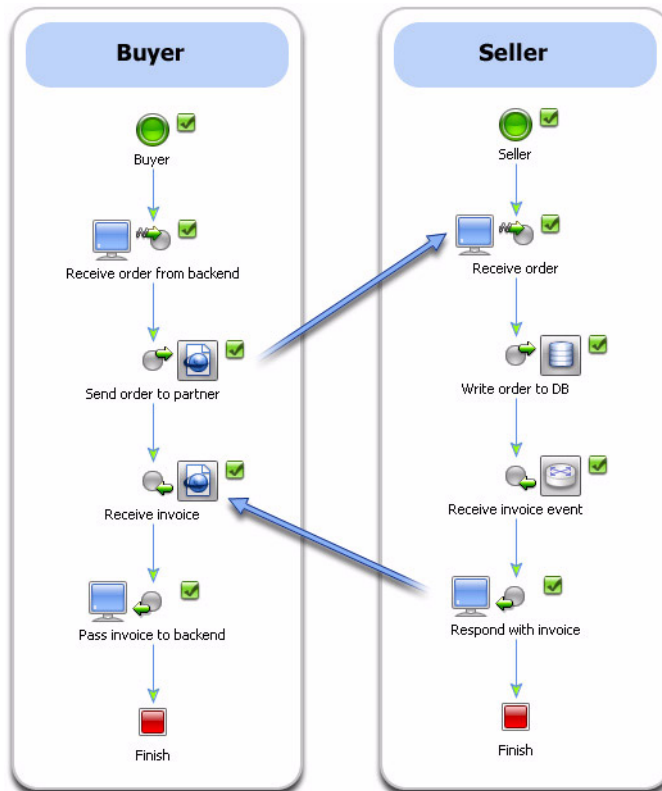 Buyer
Buyer
Receive order from backend
Send order to partner
Receive invoice
Pass invoice to backend
Finish
Seller
Seller
Receive order
Write order to DB
Receive invoice event
Respond with invoice
Finish